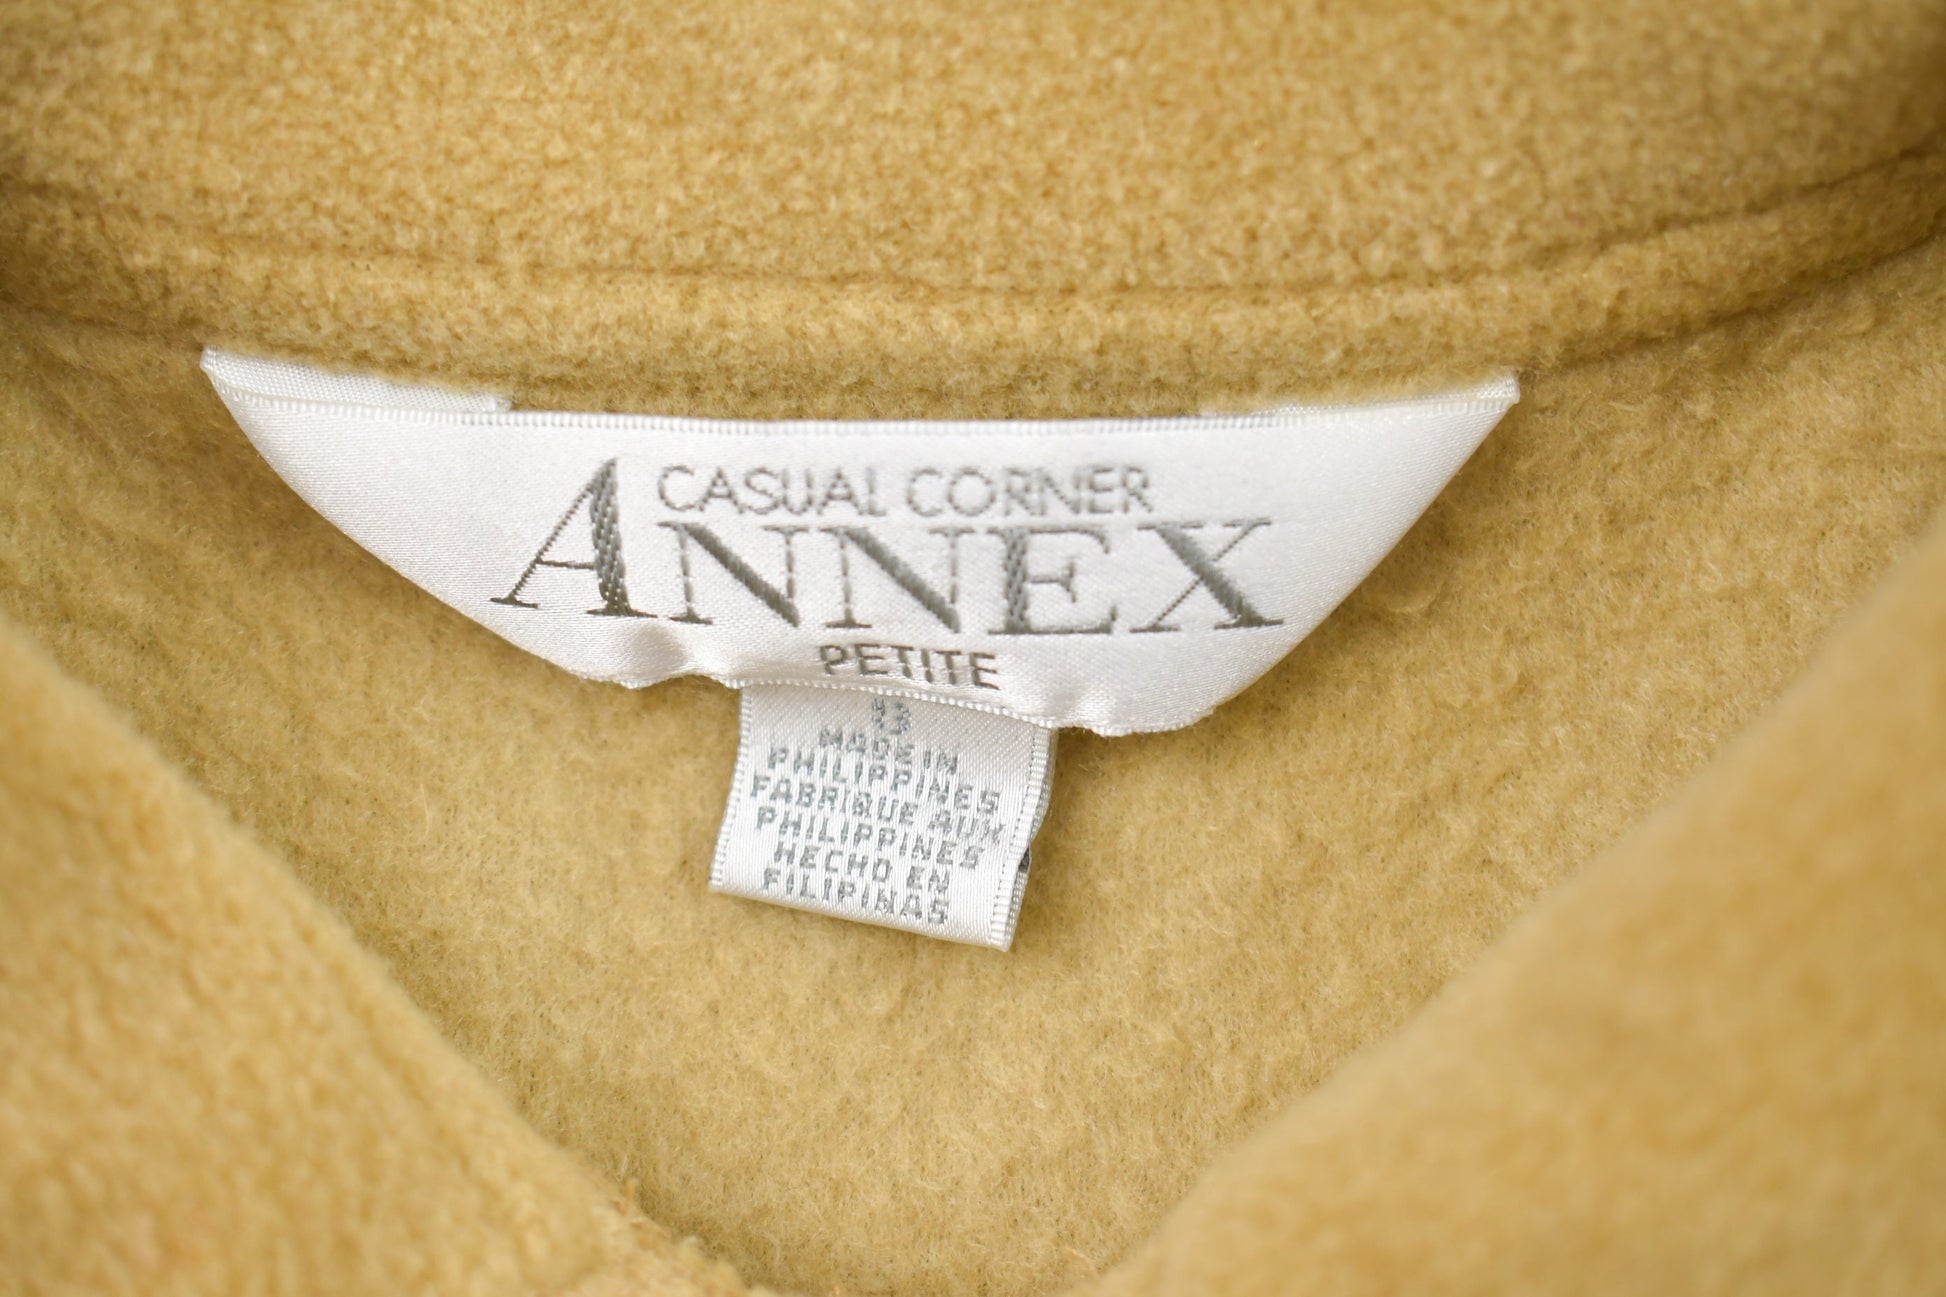 CASUAL CORNER
ANNEX
PETITE
MADE IN
PHILIPPINES
FABRIQUE AUX
PHILIPPINES
HECHO EN
FILIPINAS